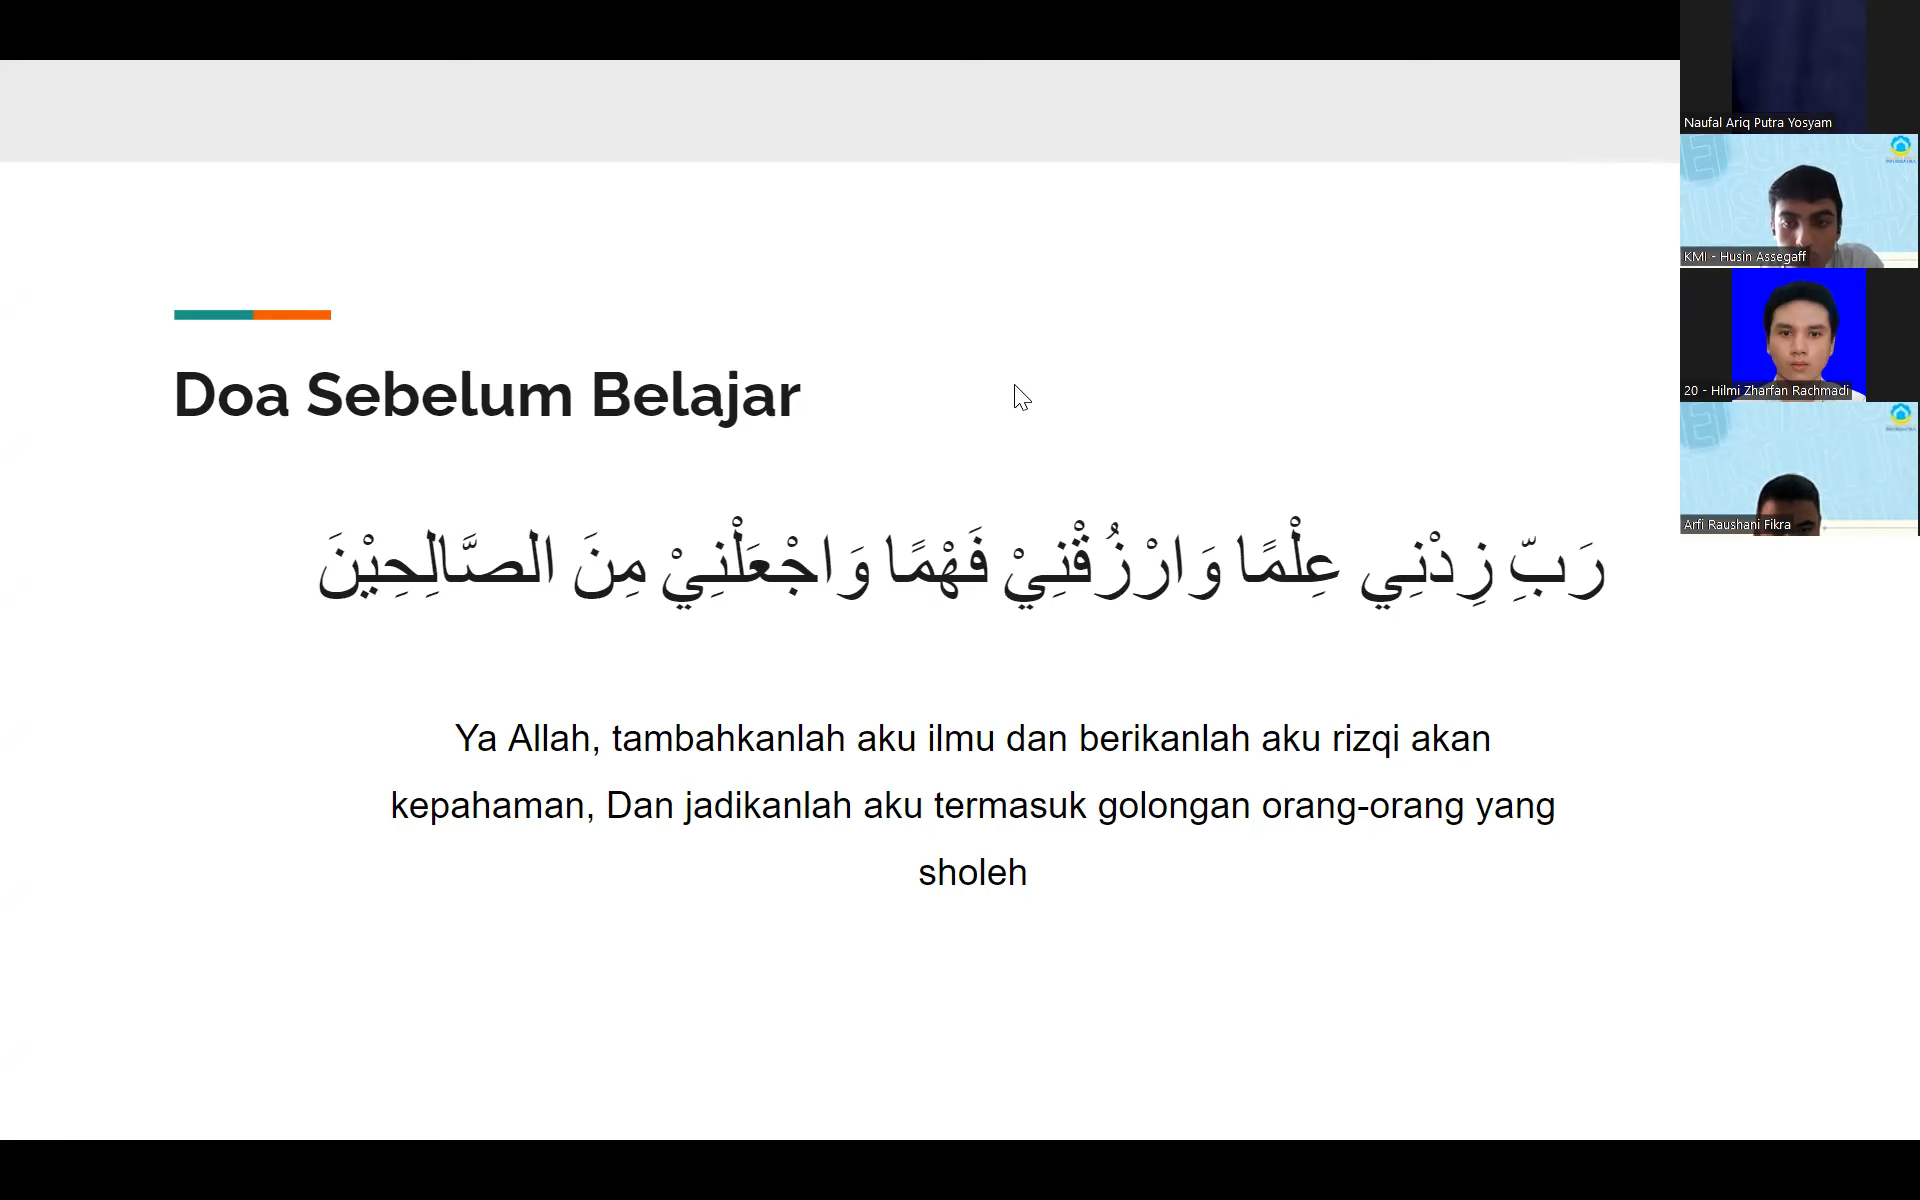 Doa Sebelum Belajar
رَبِّ زِدْنِي عِلْمًا وَارْزُقْنِيْ فَهْمًا وَاجْعَلْنِيْ مِنَ الصَّالِحِيْنَ
Ya Allah, tambahkanlah aku ilmu dan berikanlah aku rizqi akan
kepahaman, Dan jadikanlah aku termasuk golongan orang-orang yang
sholeh
Naufal Ariq Putra Yosyam
KMI - Husin Assegaff
20 - Hilmi Zharfan Rachmadi
Arfi Raushani Fikra